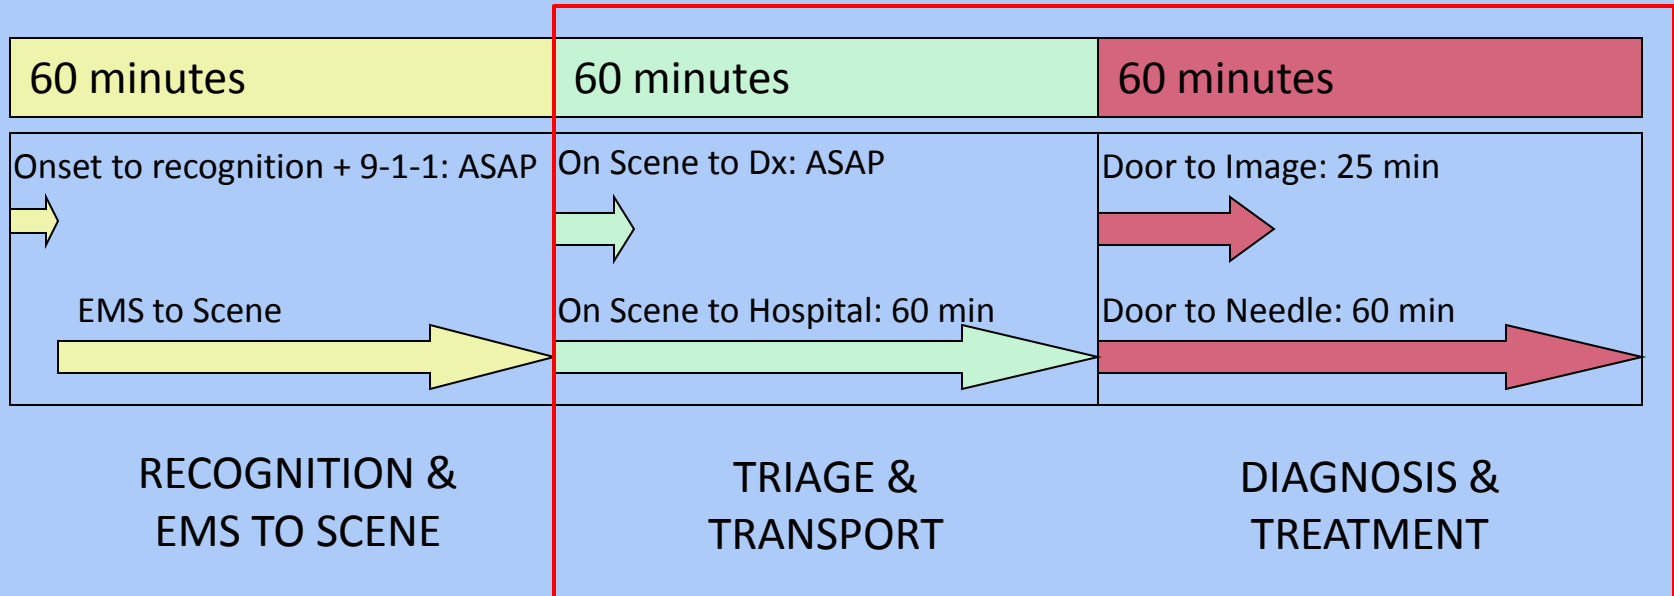 60 minutes
60 minutes
60 minutes
Onset to recognition + 9-1-1: ASAP
On Scene to Dx: ASAP
Door to Image: 25 min
EMS to Scene
On Scene to Hospital: 60 min
Door to Needle: 60 min
RECOGNITION &
EMS TO SCENE
TRIAGE &
TRANSPORT
DIAGNOSIS &
TREATMENT